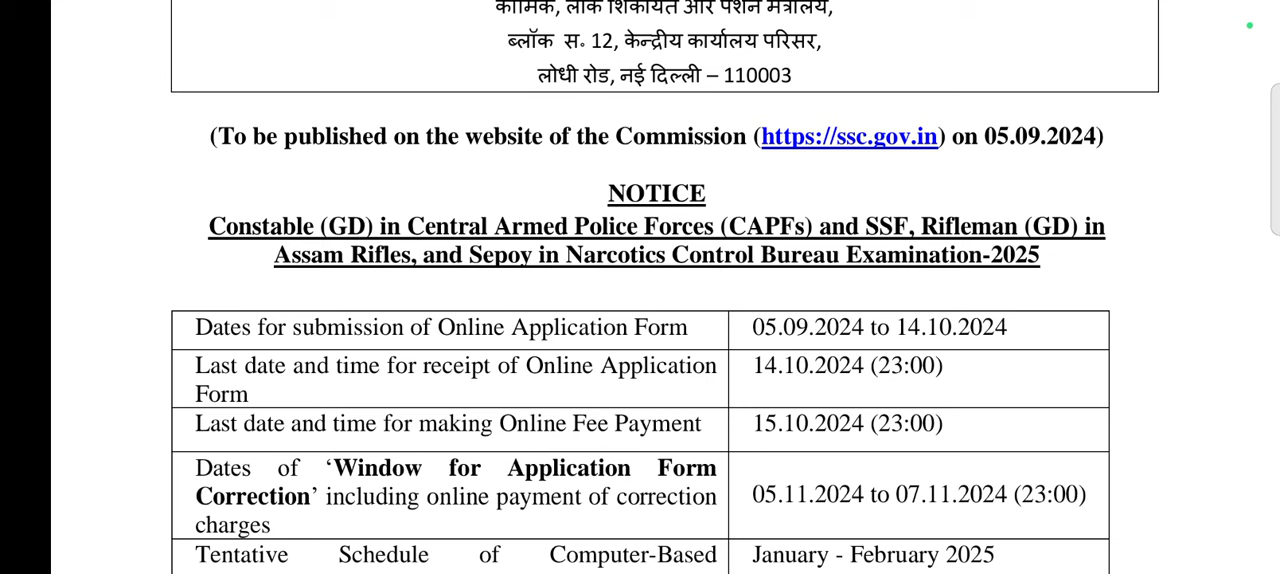 कार्मिक, लोक शिकायत और पेंशन मंत्रालय,
ब्लॉक स॰ 12, केन्द्रीय कार्यालय परिसर,
लोधी रोड, नई दिल्ली – 110003
(To be published on the website of the Commission (https://ssc.gov.in) on 05.09.2024)
NOTICE
Constable (GD) in Central Armed Police Forces (CAPFs) and SSF, Rifleman (GD) in
Assam Rifles, and Sepoy in Narcotics Control Bureau Examination-2025
Dates for submission of Online Application Form 05.09.2024 to 14.10.2024
Last date and time for receipt of Online Application 14.10.2024 (23:00)
Form
Last date and time for making Online Fee Payment 15.10.2024 (23:00)
Dates of ‘Window for Application Form
Correction’ including online payment of correction 05.11.2024 to 07.11.2024 (23:00)
charges
Tentative Schedule of Computer-Based January - February 2025